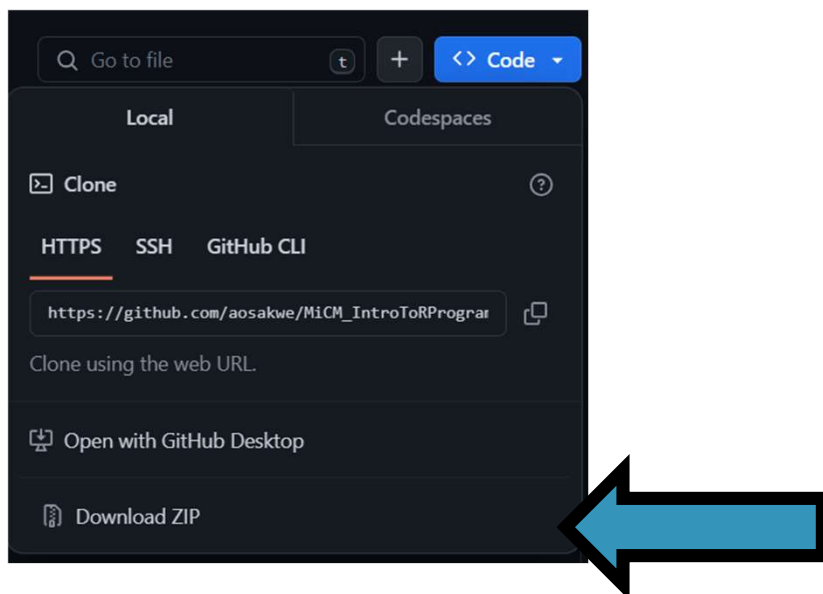 Go to file t + <> Code
Local Codespaces
Clone
HTTPS SSH GitHub CLI
https://github.com/aosakwe/MiCM_IntroToRPrograr
Clone using the web URL.
Open with GitHub Desktop
Download ZIP